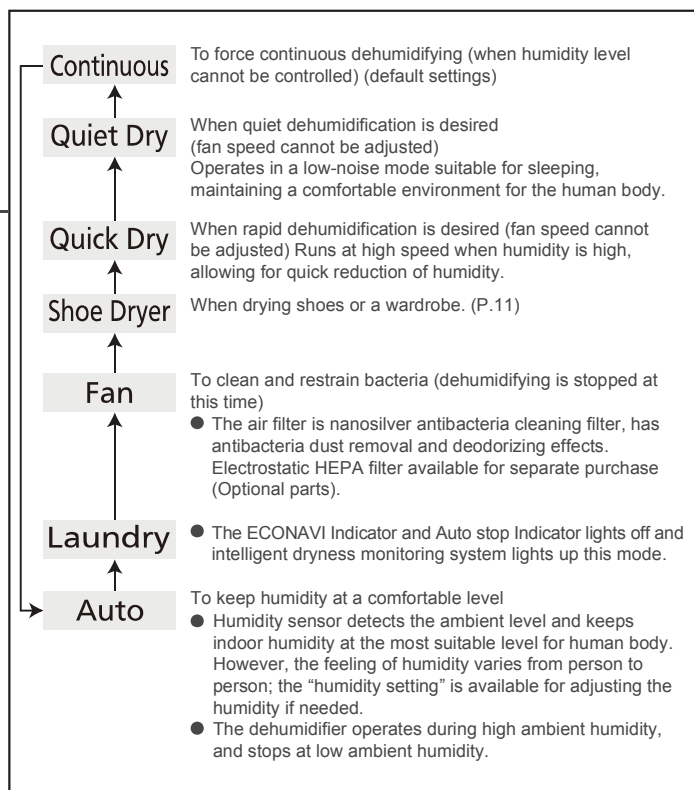 Continuous
To force continuous dehumidifying (when humidity level
cannot be controlled) (default settings)
Quiet Dry
When quiet dehumidification is desired
(fan speed cannot be adjusted)
Operates in a low-noise mode suitable for sleeping,
maintaining a comfortable environment for the human body.
Quick Dry
When rapid dehumidification is desired (fan speed cannot
be adjusted) Runs at high speed when humidity is high,
allowing for quick reduction of humidity.
Shoe Dryer
When drying shoes or a wardrobe. (P.11)
Fan
To clean and restrain bacteria (dehumidifying is stopped at
this time)
● The air filter is nanosilver antibacteria cleaning filter, has
antibacteria dust removal and deodorizing effects.
Electrostatic HEPA filter available for separate purchase
(Optional parts).
Laundry
● The ECONAVI Indicator and Auto stop Indicator lights off and
intelligent dryness monitoring system lights up this mode.
Auto
To keep humidity at a comfortable level
● Humidity sensor detects the ambient level and keeps
indoor humidity at the most suitable level for human body.
However, the feeling of humidity varies from person to
person; the “humidity setting” is available for adjusting the
humidity if needed.
● The dehumidifier operates during high ambient humidity,
and stops at low ambient humidity.